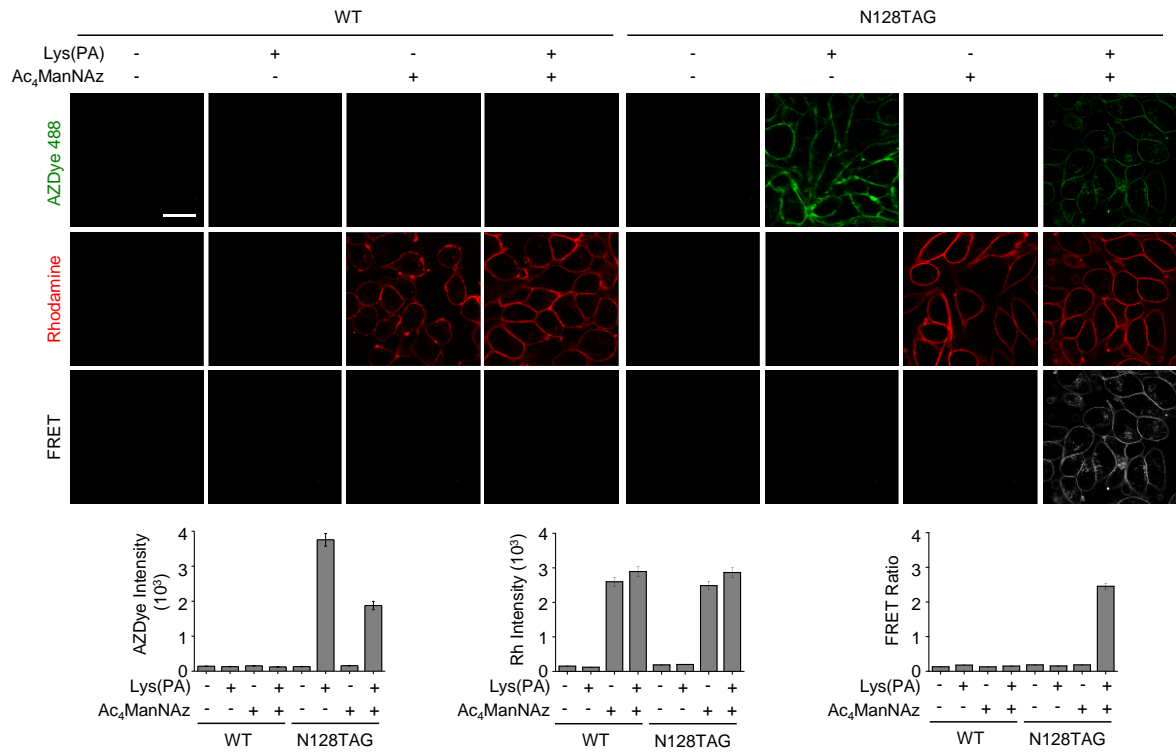 WT N128TAG
Lys(PA) - + - + - + - +
Ac₄ManNAz - - + + - - + +
AZDye 488
Rhodamine
FRET
AZDye Intensity
(10³)
4
3
2
1
0
Lys(PA) - + - + - + - +
Ac₄ManNAz - - + + - - + +
WT N128TAG
Rh Intensity (10³)
4
3
2
1
0
Lys(PA) - + - + - + - +
Ac₄ManNAz - - + + - - + +
WT N128TAG
FRET Ratio
4
3
2
1
0
Lys(PA) - + - + - + - +
Ac₄ManNAz - - + + - - + +
WT N128TAG